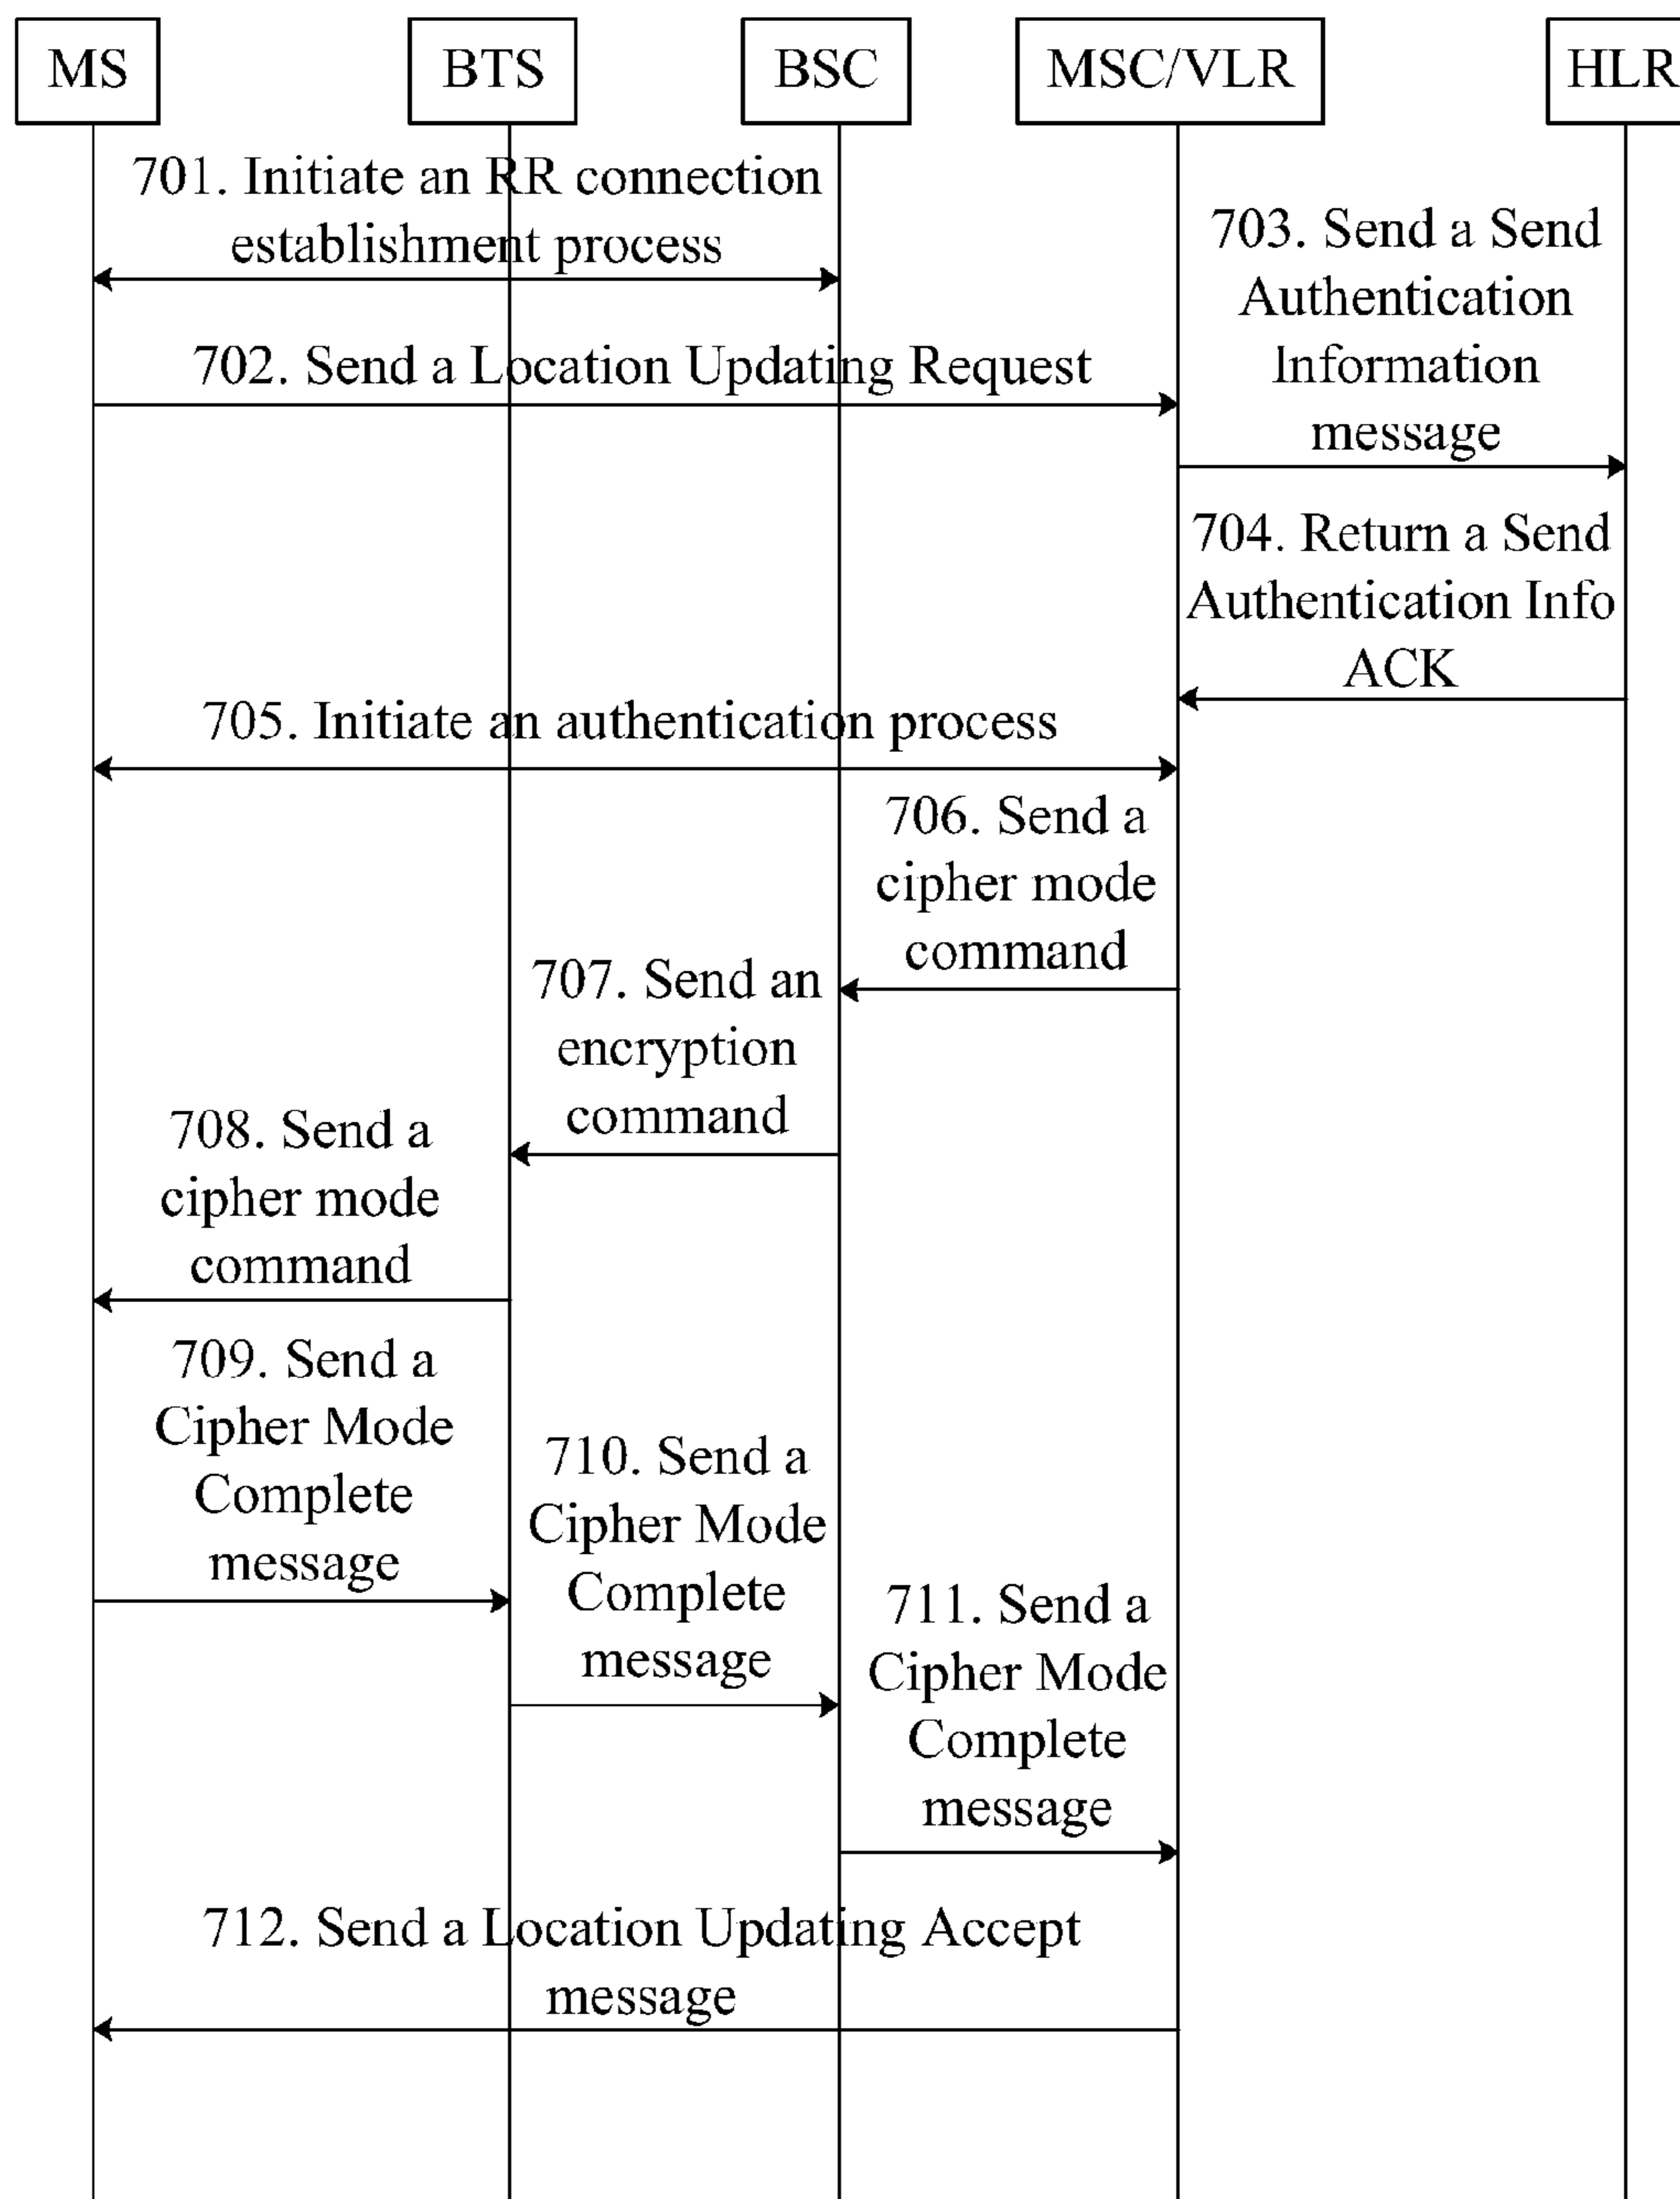 MS
BTS
BSC
MSC/VLR
HLR
701. Initiate an RR connection
establishment process
702. Send a Location Updating Request
703. Send a Send
Authentication
Information
message
704. Return a Send
Authentication Info
ACK
705. Initiate an authentication process
706. Send a
cipher mode
command
707. Send an
encryption
command
708. Send a
cipher mode
command
709. Send a
Cipher Mode
Complete
message
710. Send a
Cipher Mode
Complete
message
711. Send a
Cipher Mode
Complete
message
712. Send a Location Updating Accept
message